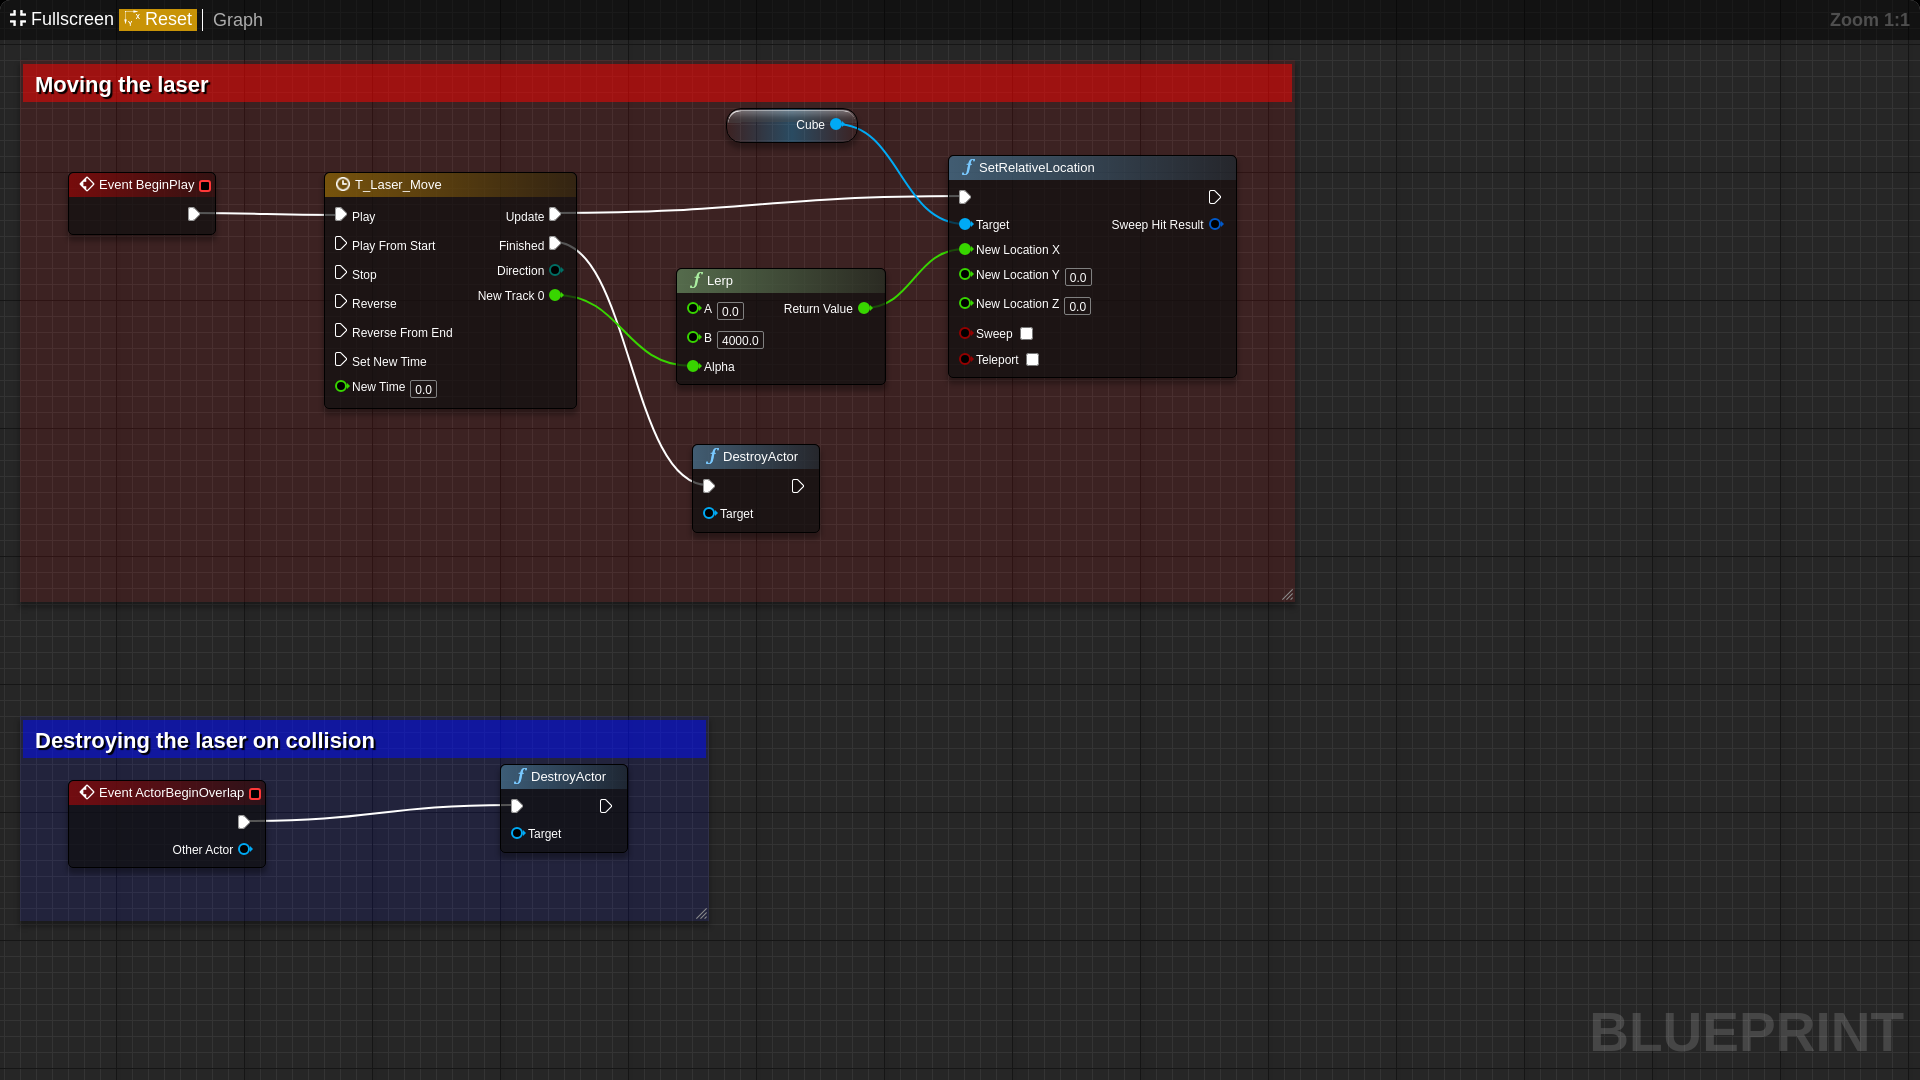 Fullscreen Reset Graph Zoom 1:1
Moving the laser
Cube
Event BeginPlay
T_Laser_Move
Play Update
Play From Start Finished
Stop Direction
Reverse New Track 0
Reverse From End
Set New Time
New Time 0.0
Lerp
A 0.0 Return Value
B 4000.0
Alpha
SetRelativeLocation
Target Sweep Hit Result
New Location X
New Location Y 0.0
New Location Z 0.0
Sweep
Teleport
DestroyActor
Target
Destroying the laser on collision
Event ActorBeginOverlap
Other Actor
DestroyActor
Target
BLUEPRINT